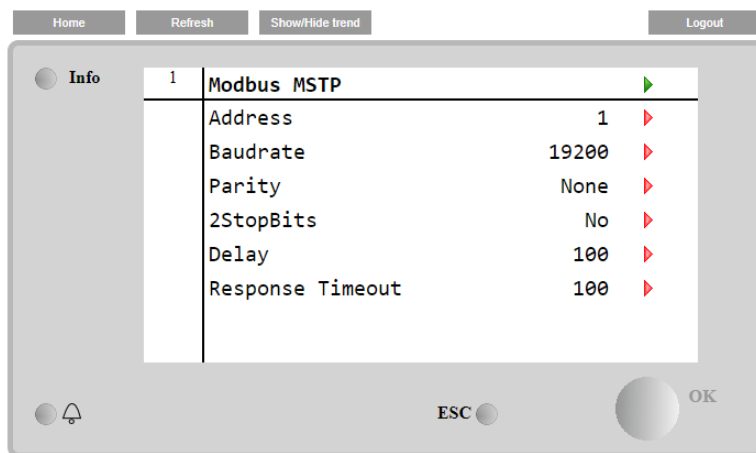 Home Refresh Show/Hide trend Logout
Info 1 Modbus MSTP
Address 1
Baudrate 19200
Parity None
2StopBits No
Delay 100
Response Timeout 100
ESC OK